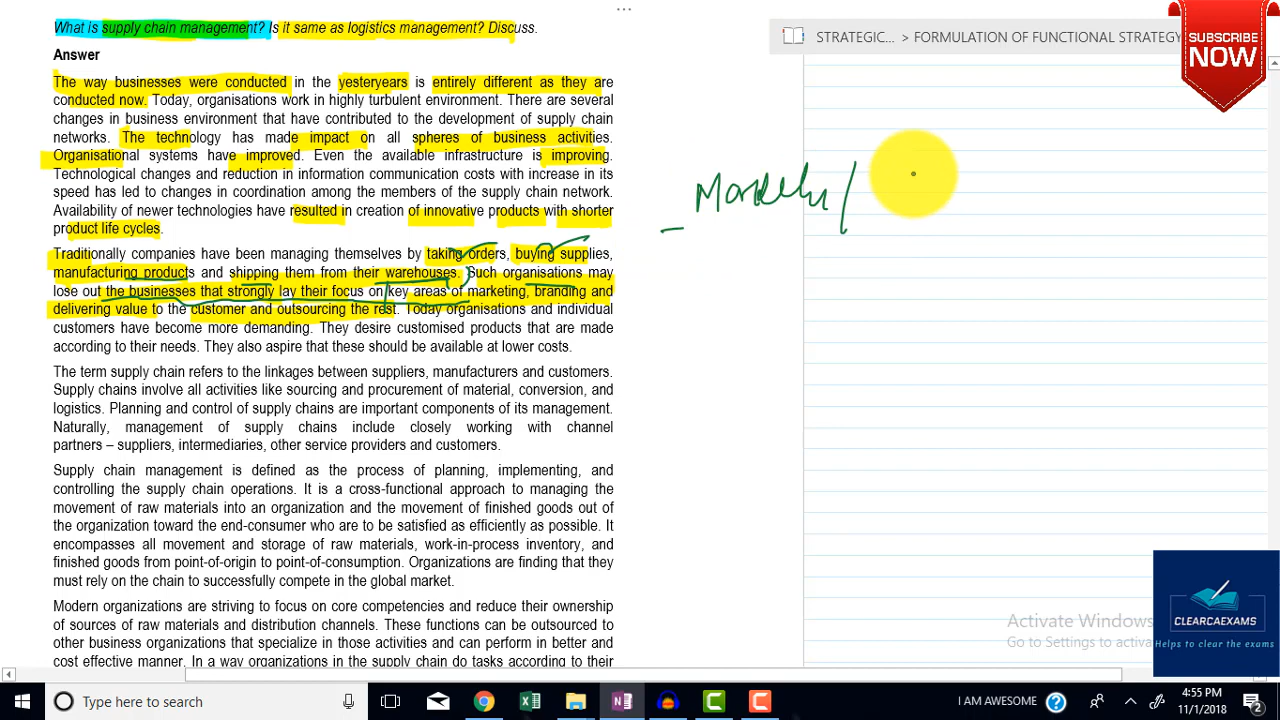 What is supply chain management? Is it same as logistics management? Discuss.
Answer
The way businesses were conducted in the yesteryears is entirely different as they are
conducted now. Today, organisations work in highly turbulent environment. There are several
changes in business environment that have contributed to the development of supply chain
networks. The technology has made impact on all spheres of business activities.
Organisational systems have improved. Even the available infrastructure is improving.
Technological changes and reduction in information communication costs with increase in its
speed has led to changes in coordination among the members of the supply chain network.
Availability of newer technologies have resulted in creation of innovative products with shorter
product life cycles.
Traditionally companies have been managing themselves by taking orders, buying supplies,
manufacturing products and shipping them from their warehouses. Such organisations may
lose out the businesses that strongly lay their focus on key areas of marketing, branding and
delivering value to the customer and outsourcing the rest. Today organisations and individual
customers have become more demanding. They desire customised products that are made
according to their needs. They also aspire that these should be available at lower costs.
The term supply chain refers to the linkages between suppliers, manufacturers and customers.
Supply chains involve all activities like sourcing and procurement of material, conversion, and
logistics. Planning and control of supply chains are important components of its management.
Naturally, management of supply chains include closely working with channel
partners – suppliers, intermediaries, other service providers and customers.
Supply chain management is defined as the process of planning, implementing, and
controlling the supply chain operations. It is a cross-functional approach to managing the
movement of raw materials into an organization and the movement of finished goods out of
the organization toward the end-consumer who are to be satisfied as efficiently as possible. It
encompasses all movement and storage of raw materials, work-in-process inventory, and
finished goods from point-of-origin to point-of-consumption. Organizations are finding that they
must rely on the chain to successfully compete in the global market.
Modern organizations are striving to focus on core competencies and reduce their ownership
of sources of raw materials and distribution channels. These functions can be outsourced to
other business organizations that specialize in those activities and can perform in better and
cost effective manner. In a way organizations in the supply chain do tasks according to their
STRATEGIC... > FORMULATION OF FUNCTIONAL STRATEGY
SUBSCRIBE
NOW
Activate Windows
Go to Settings to activa
CLEARCAEXAMS
Helps to clear the exams
Type here to search
I AM AWESOME
4:55 PM
11/1/2018
2